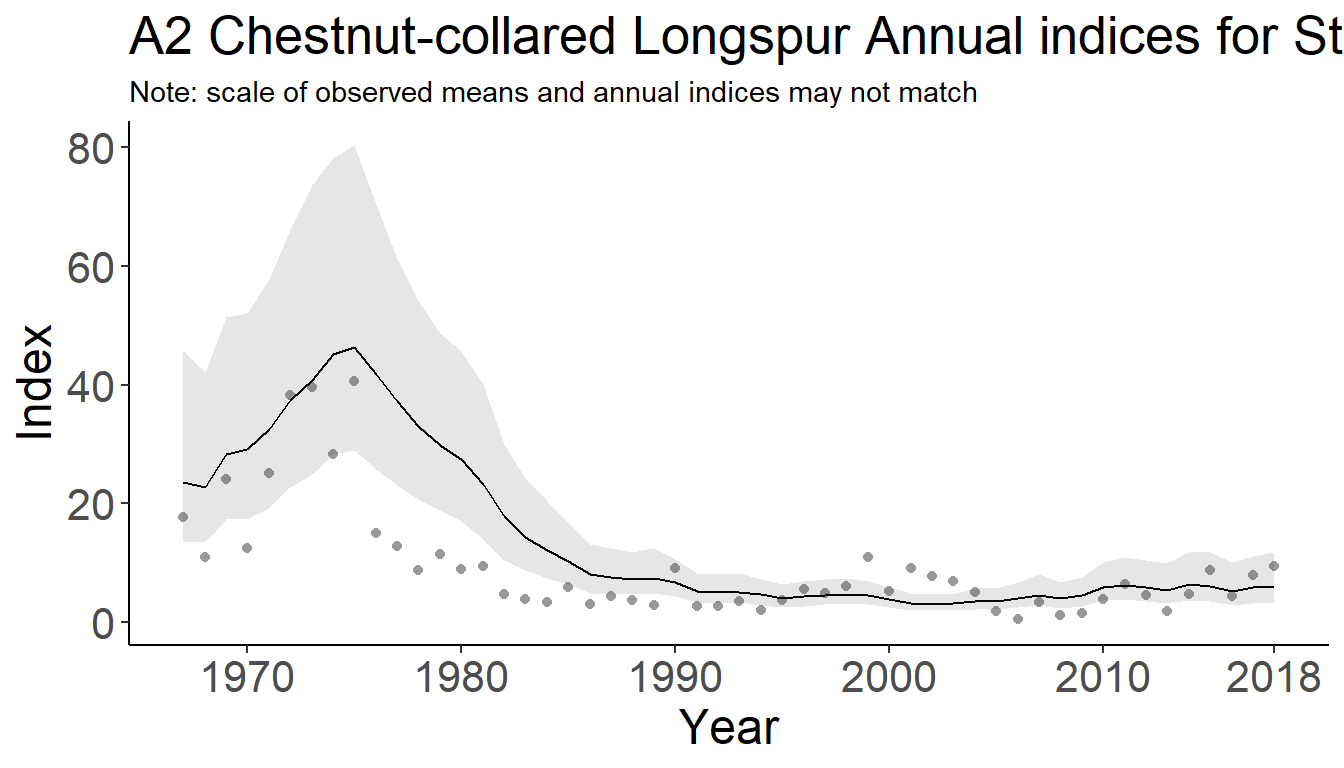 A2 Chestnut-collared Longspur Annual indices for St
Note: scale of observed means and annual indices may not match
80
60
40
20
0
Index
1970 1980 1990 2000 2010 2018
Year